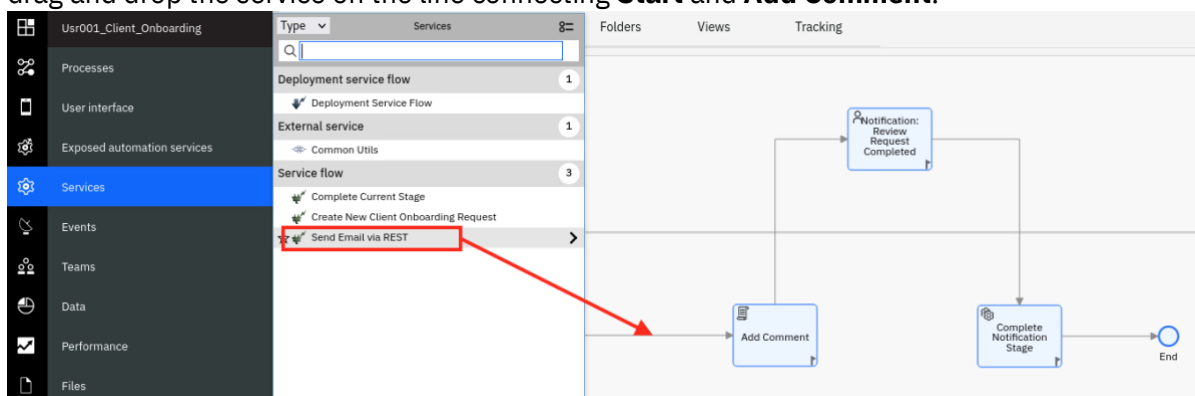 drag and drop the service on the line connecting Start and Add Comment.
Usr001_Client_Onboarding
Processes
User interface
Exposed automation services
Services
Events
Teams
Data
Performance
Files
Type
Services
Deployment service flow 1
Deployment Service Flow
External service 1
Common Utils
Service flow 3
Complete Current Stage
Create New Client Onboarding Request
Send Email via REST
Folders Views Tracking
Notification:
Review
Request
Completed
Add Comment
Complete
Notification
Stage
End